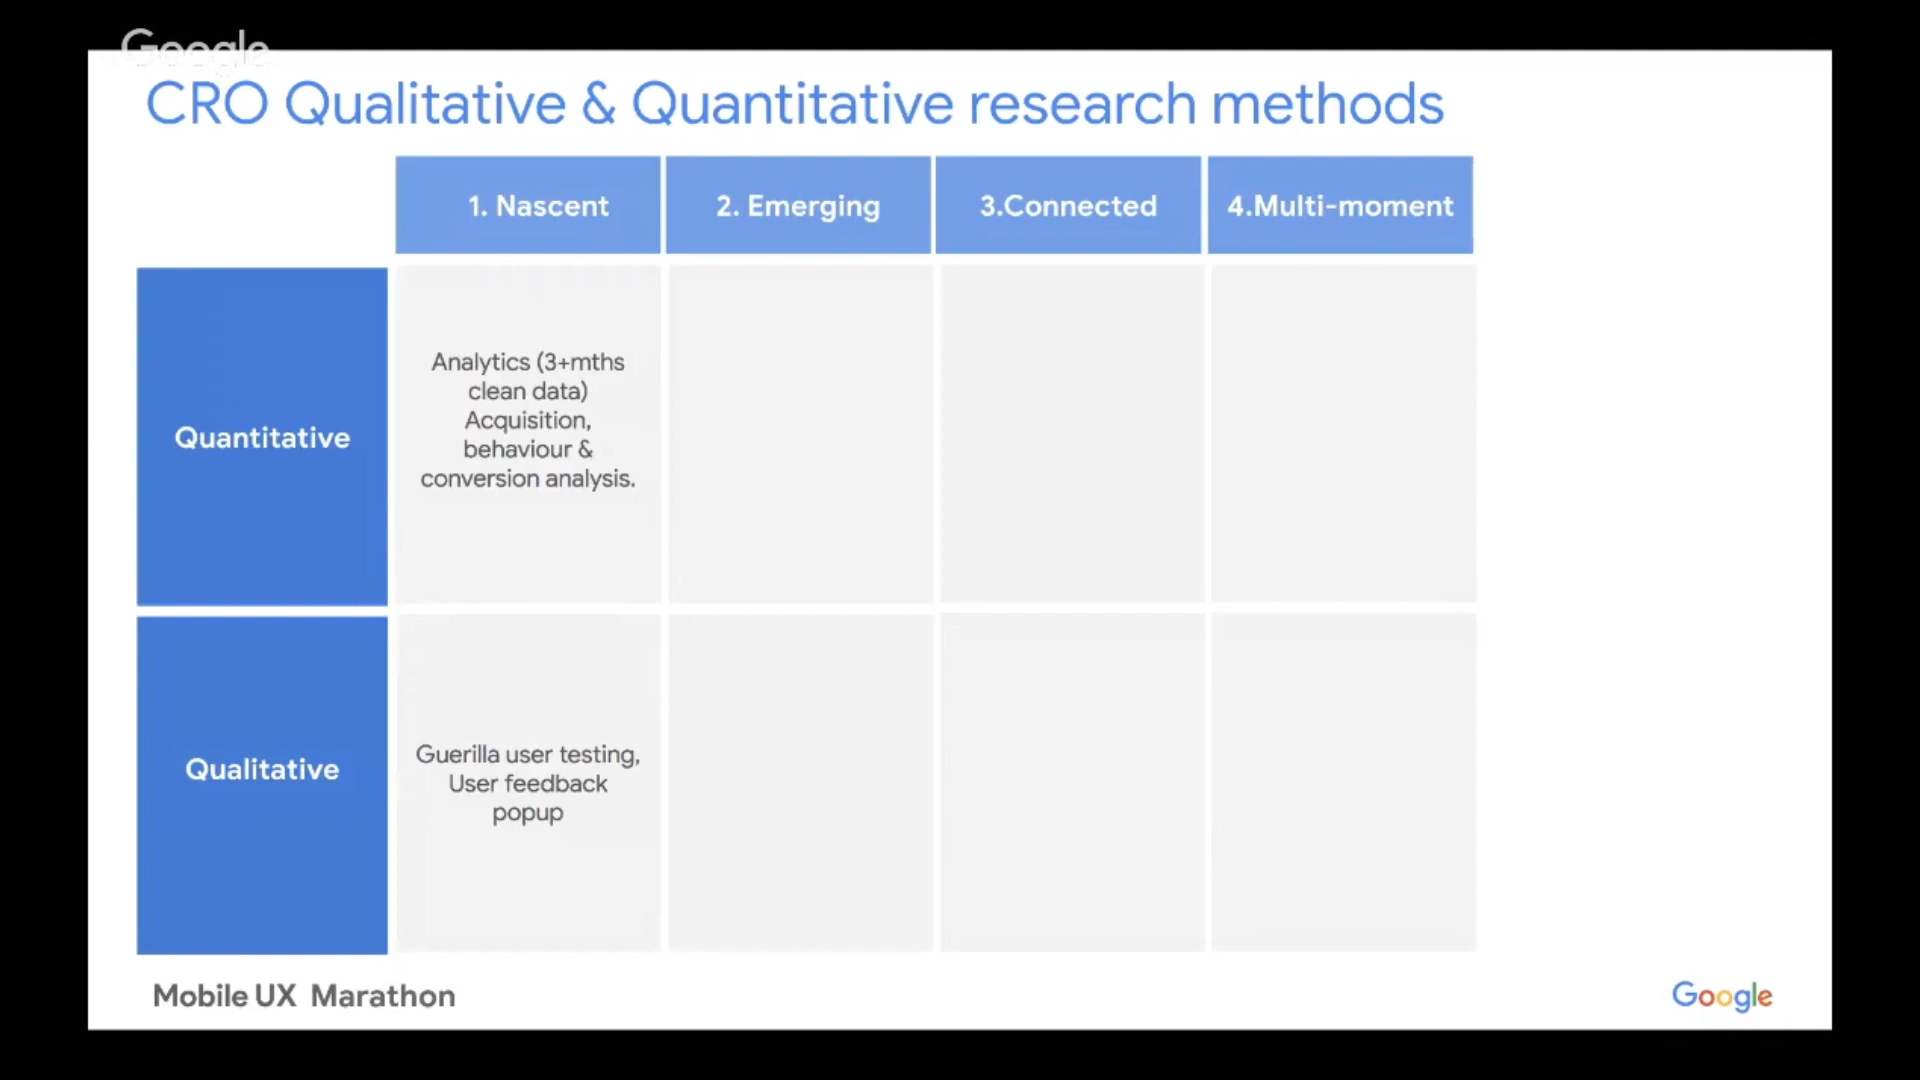 Google
CRO Qualitative & Quantitative research methods
1. Nascent
2. Emerging
3.Connected
4.Multi-moment
Quantitative
Analytics (3+mths
clean data)
Acquisition,
behaviour &
conversion analysis.
Qualitative
Guerilla user testing,
User feedback
popup
Mobile UX Marathon
Google